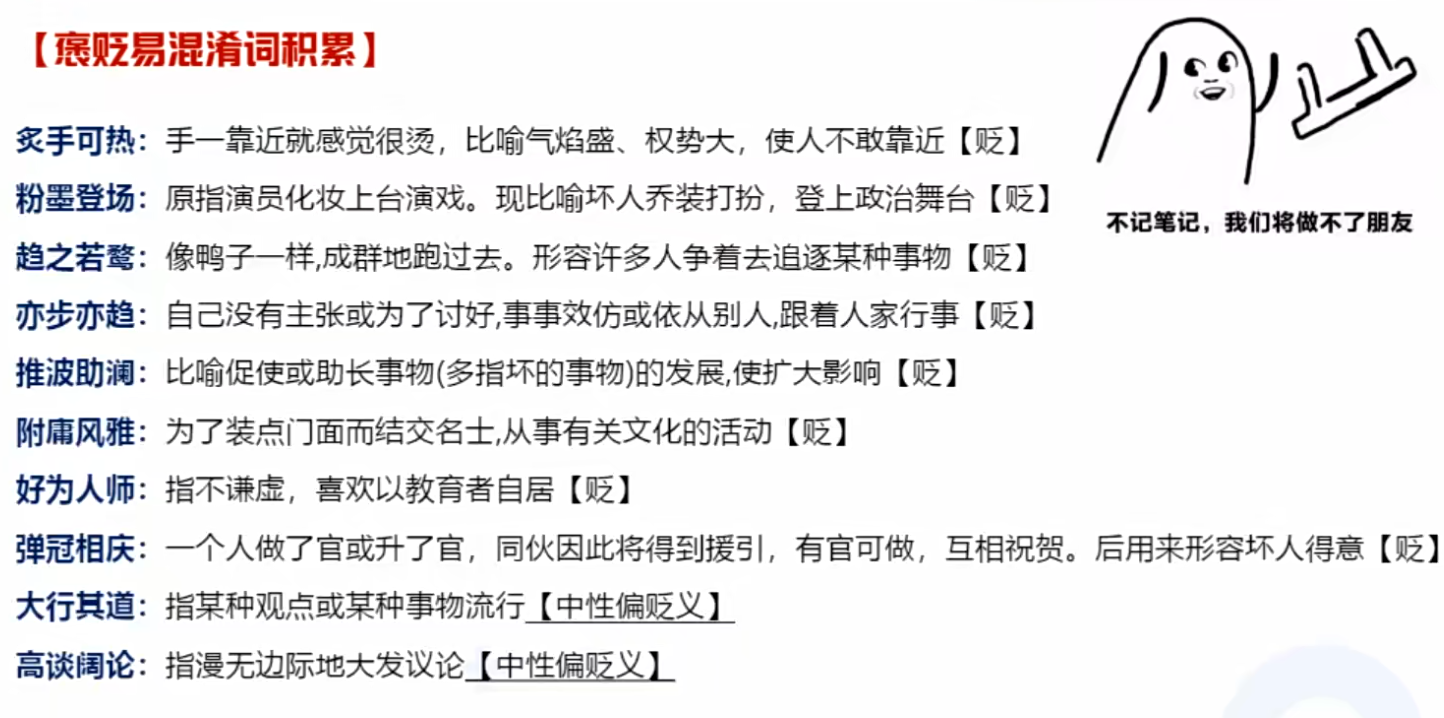 【褒贬易混淆词积累】
炙手可热：手一靠近就感觉很烫，比喻气焰盛、权势大，使人不敢靠近【贬】
粉墨登场：原指演员化妆上台演戏。现比喻坏人乔装打扮，登上政治舞台【贬】
趋之若鹜：像鸭子一样,成群地跑过去。形容许多人争着去追逐某种事物【贬】
亦步亦趋：自己没有主张或为了讨好,事事效仿或依从别人,跟着人家行事【贬】
推波助澜：比喻促使或助长事物(多指坏的事物)的发展,使扩大影响【贬】
附庸风雅：为了装点门面而结交名士,从事有关文化的活动【贬】
好为人师：指不谦虚，喜欢以教育者自居【贬】
弹冠相庆：一个人做了官或升了官，同伙因此将得到援引，有官可做，互相祝贺。后用来形容坏人得意【贬】
大行其道：指某种观点或某种事物流行【中性偏贬义】
高谈阔论：指漫无边际地大发议论【中性偏贬义】
不记笔记，我们将做不了朋友